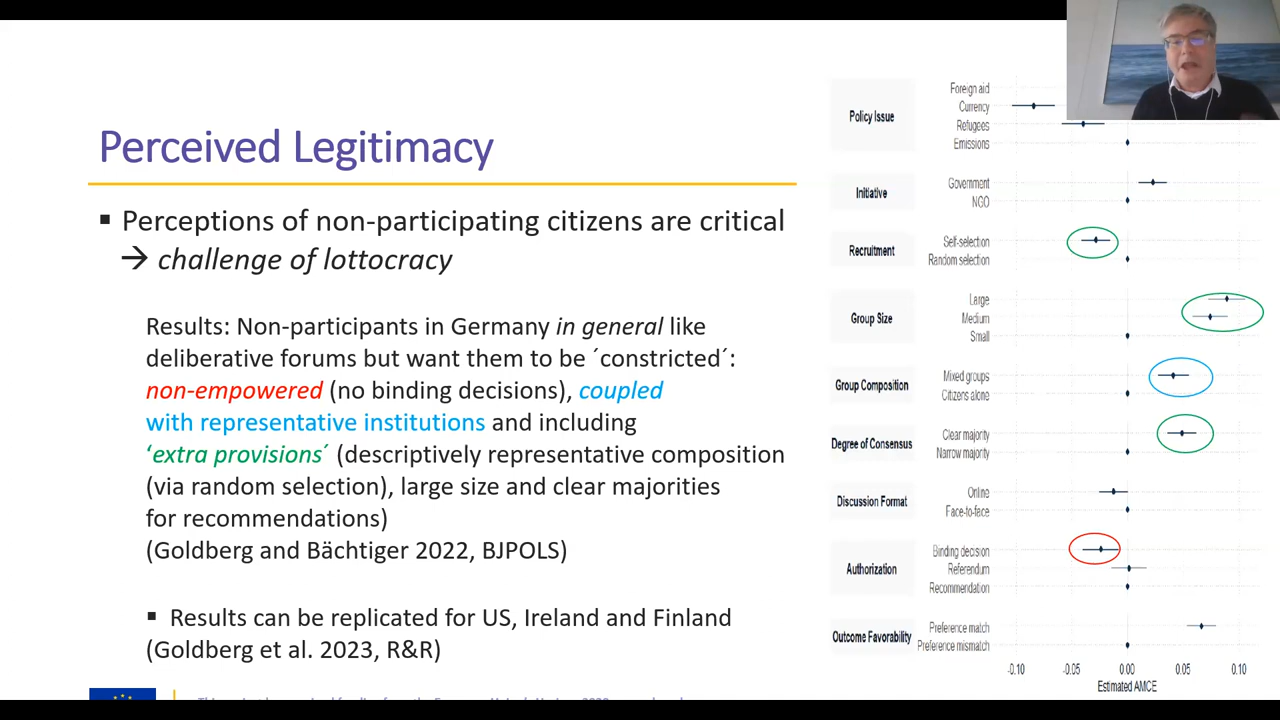 Perceived Legitimacy
▪ Perceptions of non-participating citizens are critical
→ challenge of lottocracy
Results: Non-participants in Germany in general like
deliberative forums but want them to be ´constricted´:
non-empowered (no binding decisions), coupled
with representative institutions and including
‘extra provisions´ (descriptively representative composition
(via random selection), large size and clear majorities
for recommendations)
(Goldberg and Bächtiger 2022, BJPOLS)
▪ Results can be replicated for US, Ireland and Finland
(Goldberg et al. 2023, R&R)
Policy Issue
Foreign aid
Currency
Refugees
Emissions
Initiative
Government
NGO
Recruitment
Self-selection
Random selection
Group Size
Large
Medium
Small
Group Composition
Mixed groups
Citizens alone
Degree of Consensus
Clear majority
Narrow majority
Discussion Format
Online
Face-to-face
Authorization
Binding decision
Referendum
Recommendation
Outcome Favorability
Preference match
Preference mismatch
-0.10 -0.05 0.00 0.05 0.10
Estimated AMCE